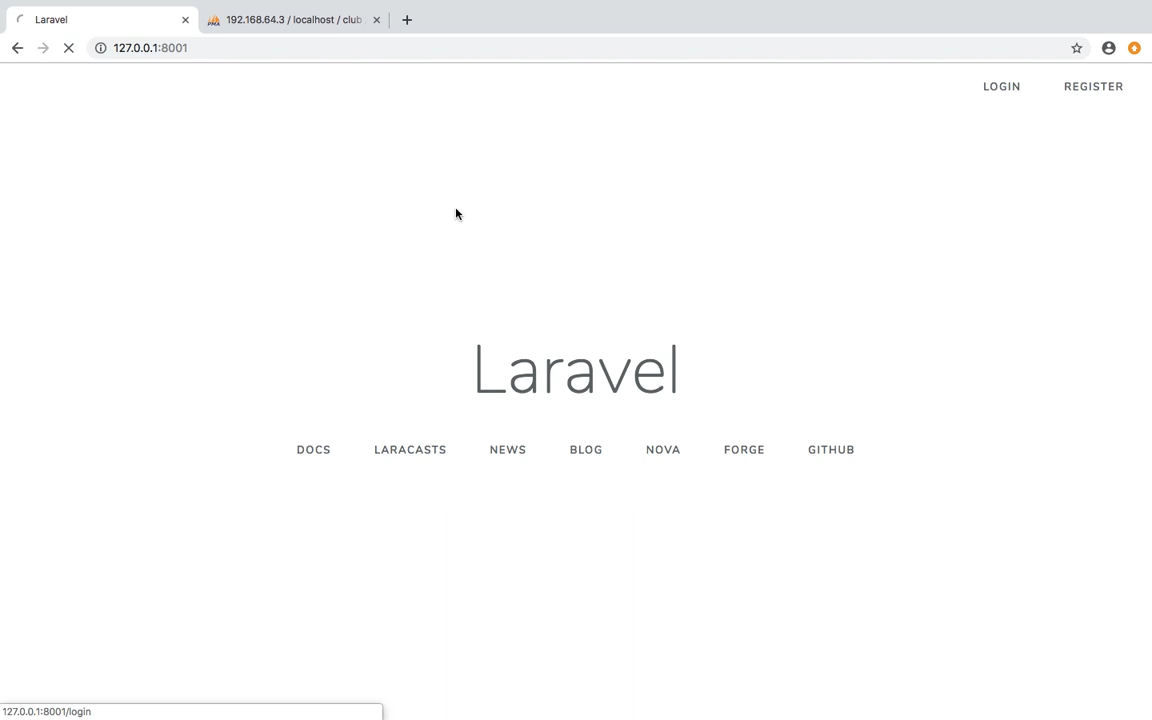 Laravel
192.168.64.3 / localhost / club
127.0.0.1:8001
LOGIN REGISTER
Laravel
DOCS LARACASTS NEWS BLOG NOVA FORGE GITHUB
127.0.0.1:8001/login